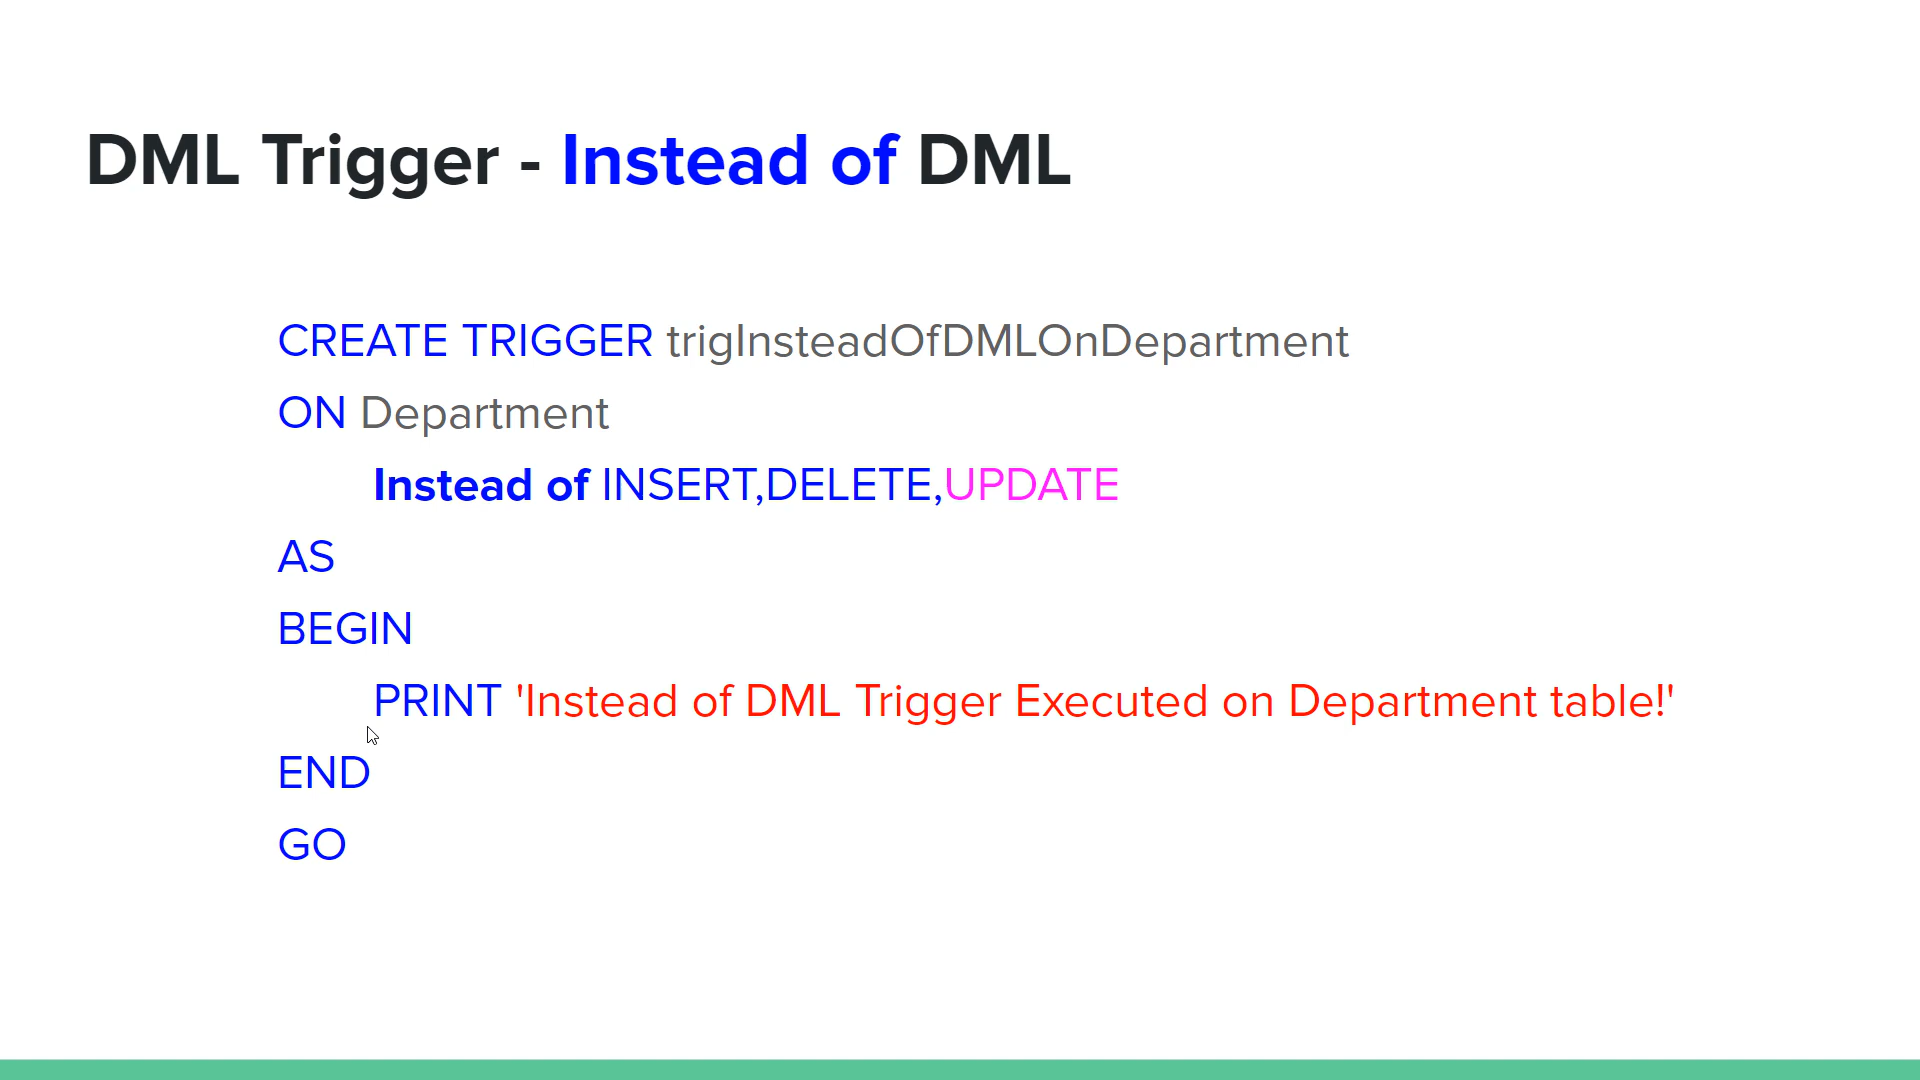 DML Trigger - Instead of DML
CREATE TRIGGER trigInsteadOfDMLOnDepartment
ON Department
Instead of INSERT,DELETE,UPDATE
AS
BEGIN
PRINT 'Instead of DML Trigger Executed on Department table!'
END
GO